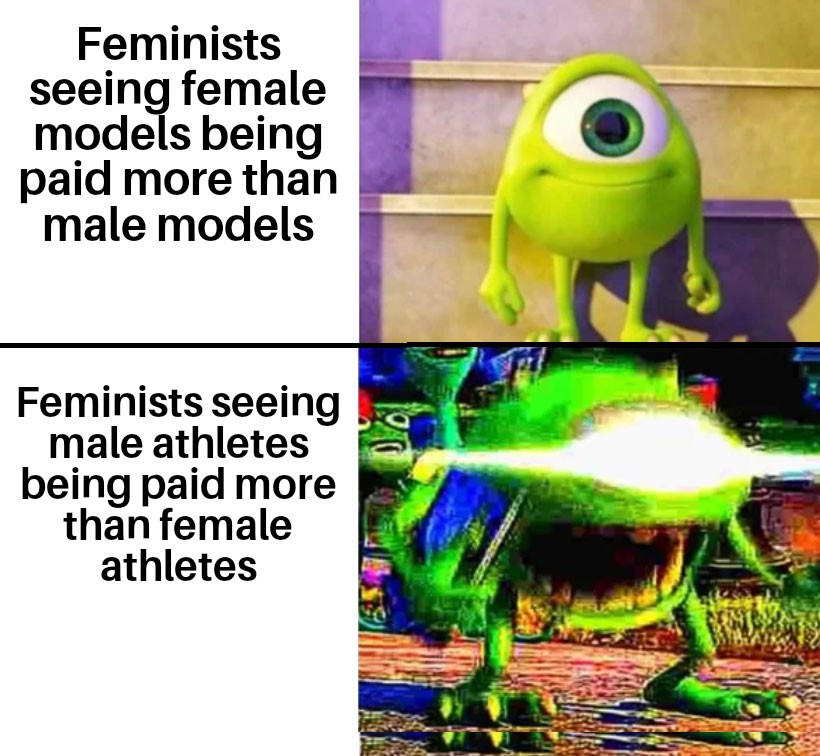 Feminists
seeing female
models being
paid more than
male models
Feminists seeing
male athletes
being paid more
than female
athletes